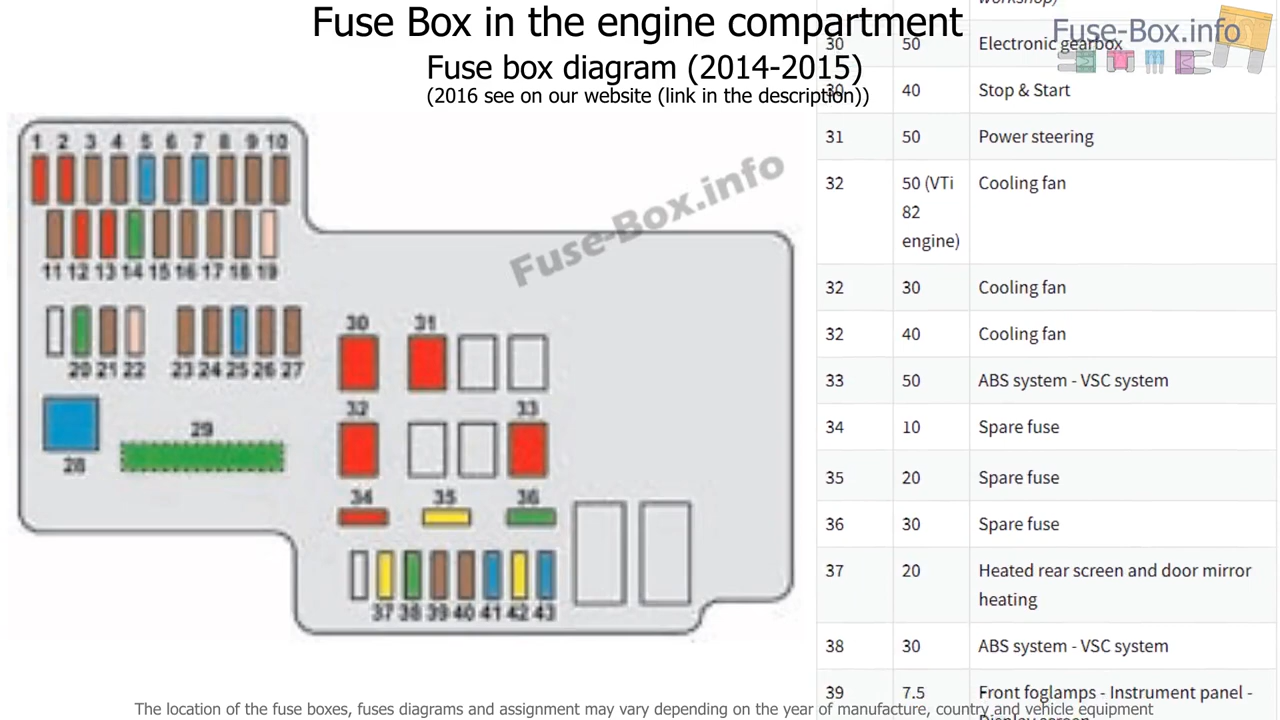 Fuse Box in the engine compartment
Fuse box diagram (2014-2015)
(2016 see on our website (link in the description))
Fuse-Box.info
Fuse-Box.info
1 2 3 4 5 6 7 8 9 10
11 12 13 14 15 16 17 18 19
20 21 22 23 24 25 26 27
28
29
30 31
32 33
34 35 36
37 38 39 40 41 42 43
workshop)
30 50 Electronic gearbox
30 40 Stop & Start
31 50 Power steering
32 50 (VTi Cooling fan
82
engine)
32 30 Cooling fan
32 40 Cooling fan
33 50 ABS system - VSC system
34 10 Spare fuse
35 20 Spare fuse
36 30 Spare fuse
37 20 Heated rear screen and door mirror
heating
38 30 ABS system - VSC system
39 7.5 Front foglamps - Instrument panel -
Display screen
The location of the fuse boxes, fuses diagrams and assignment may vary depending on the year of manufacture, country and vehicle equipment